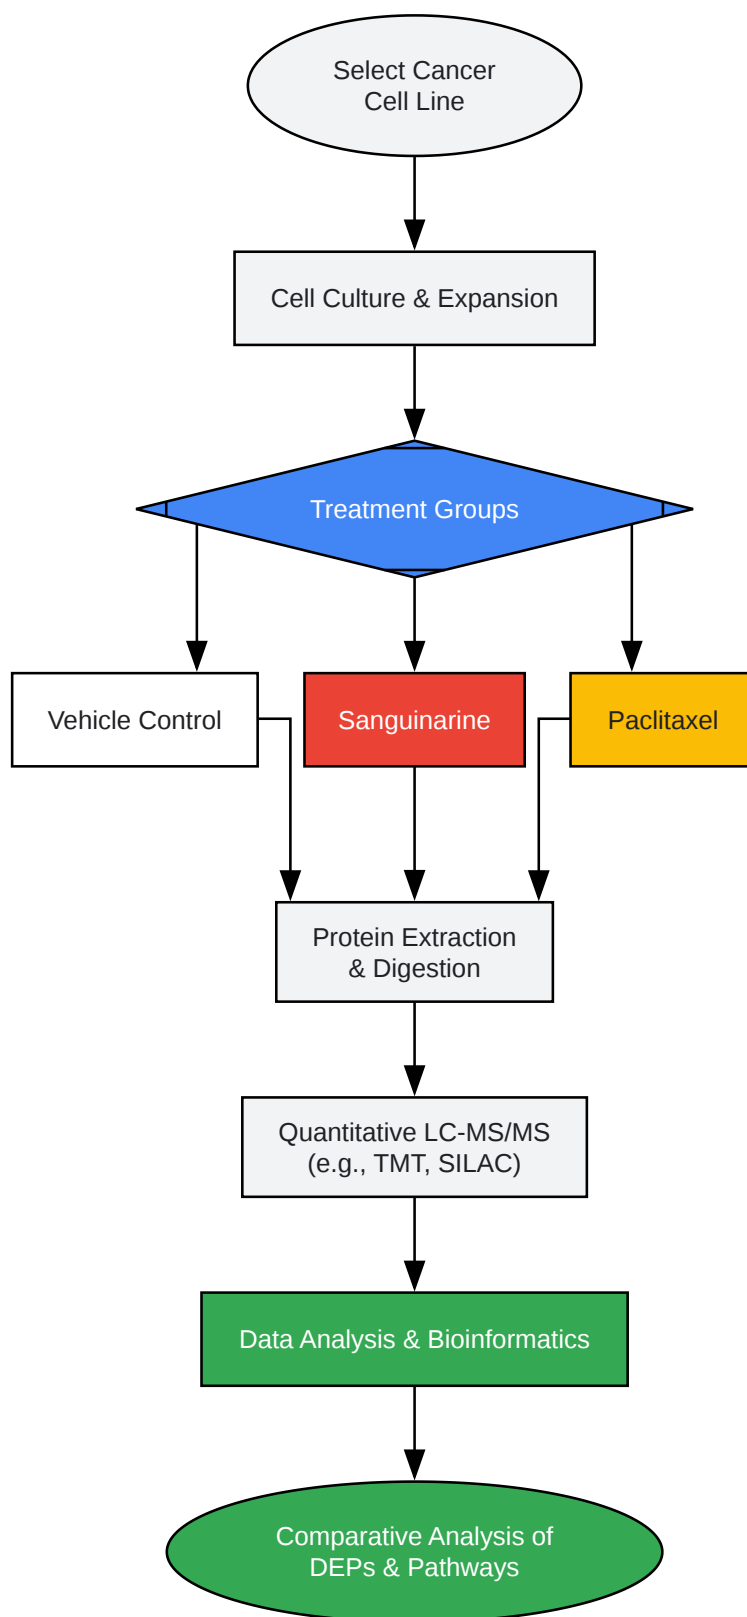 Select Cancer
Cell Line
Cell Culture & Expansion
Treatment Groups
Vehicle Control
Sanguinarine
Paclitaxel
Protein Extraction
& Digestion
Quantitative LC-MS/MS
(e.g., TMT, SILAC)
Data Analysis & Bioinformatics
Comparative Analysis of
DEPs & Pathways